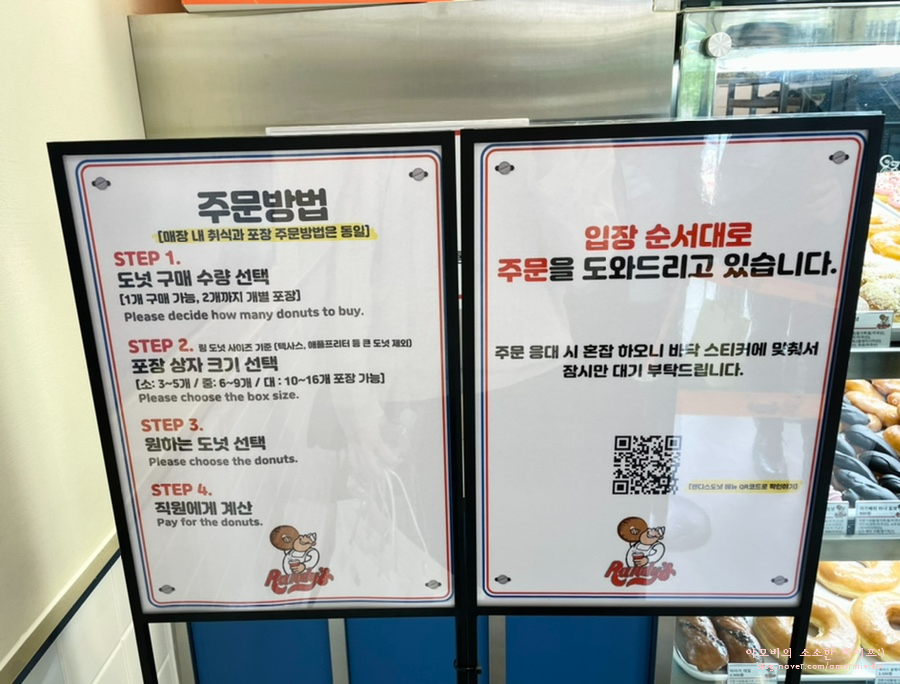 주문방법
[매장 내 취식과 포장 주문방법은 동일]
STEP 1.
도넛 구매 수량 선택
[1개 구매 가능, 2개까지 개별 포장]
Please decide how many donuts to buy.
STEP 2. 링 도넛 사이즈 기준 (텍사스, 애플프리터 등 큰 도넛 제외)
포장 상자 크기 선택
[소: 3~5개 / 중: 6~9개 / 대 : 10~16개 포장 가능]
Please choose the box size.
STEP 3.
원하는 도넛 선택
Please choose the donuts.
STEP 4.
직원에게 계산
Pay for the donuts.
Randy's
입장 순서대로
주문을 도와드리고 있습니다.
주문 응대 시 혼잡 하오니 바닥 스티커에 맞춰서
잠시만 대기 부탁드립니다.
[랜디스도넛 메뉴 QR코드로 확인하기]
Randy's